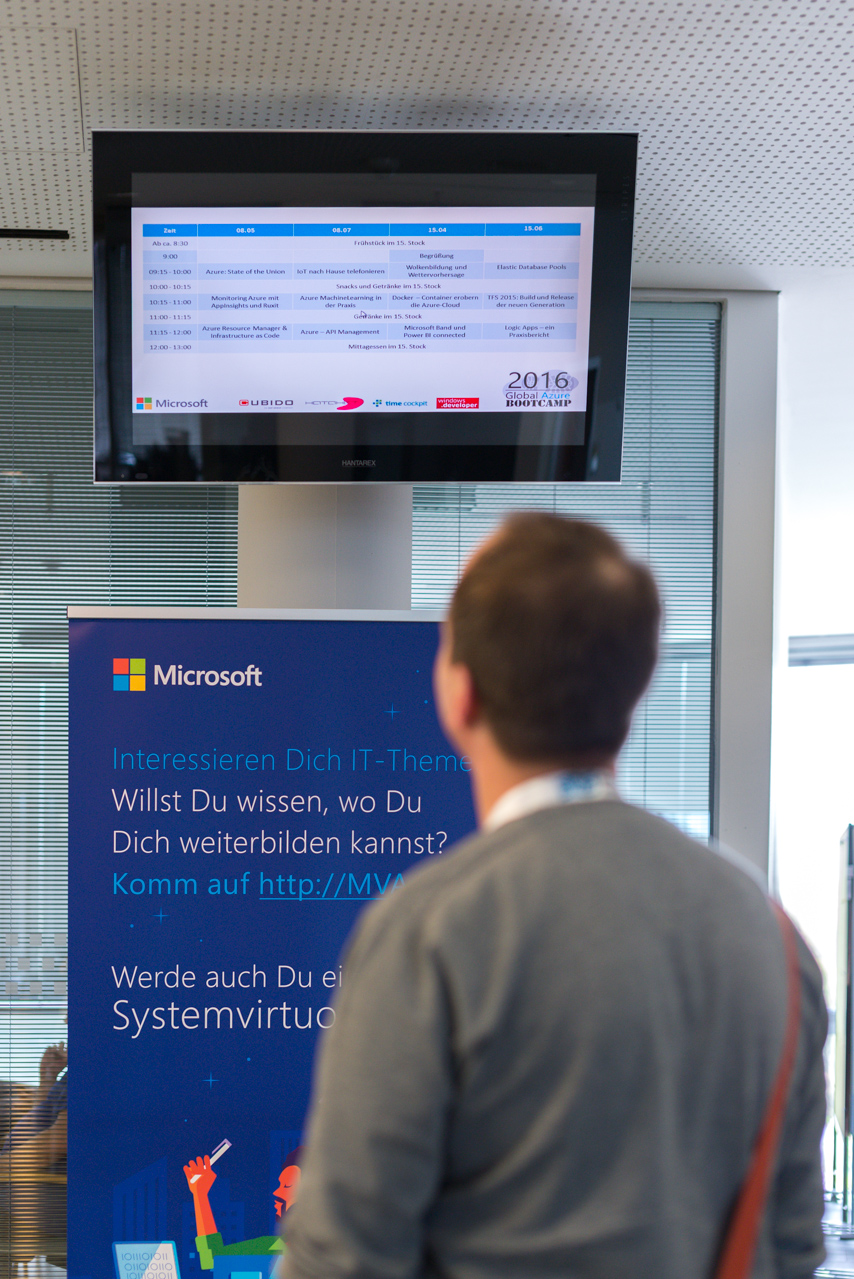 Zeit 08.05 08.07 15.04 15.06
Ab ca. 8:30 Frühstück im 15. Stock
9:00 Begrüßung
09:15 - 10:00 Azure: State of the Union IoT nach Hause telefonieren Wolkenbildung und Wettervorhersage Elastic Database Pools
10:00 - 10:15 Snacks und Getränke im 15. Stock
10:15 - 11:00 Monitoring Azure mit AppInsights und Ruxit Azure MachineLearning in der Praxis Docker – Container erobern die Azure-Cloud TFS 2015: Build und Release der neuen Generation
11:00 - 11:15 Getränke im 15. Stock
11:15 - 12:00 Azure Resource Manager & Infrastructure as Code Azure – API Management Microsoft Band und Power BI connected Logic Apps – ein Praxisbericht
12:00 - 13:00 Mittagessen im 15. Stock
2016
Global Azure
BOOTCAMP
Microsoft CUBIDO time cockpit windows .developer
HANTAREX
Microsoft
Interessieren Dich IT-Theme
Willst Du wissen, wo Du
Dich weiterbilden kannst?
Komm auf http://MVA
Werde auch Du ei
Systemvirtuo